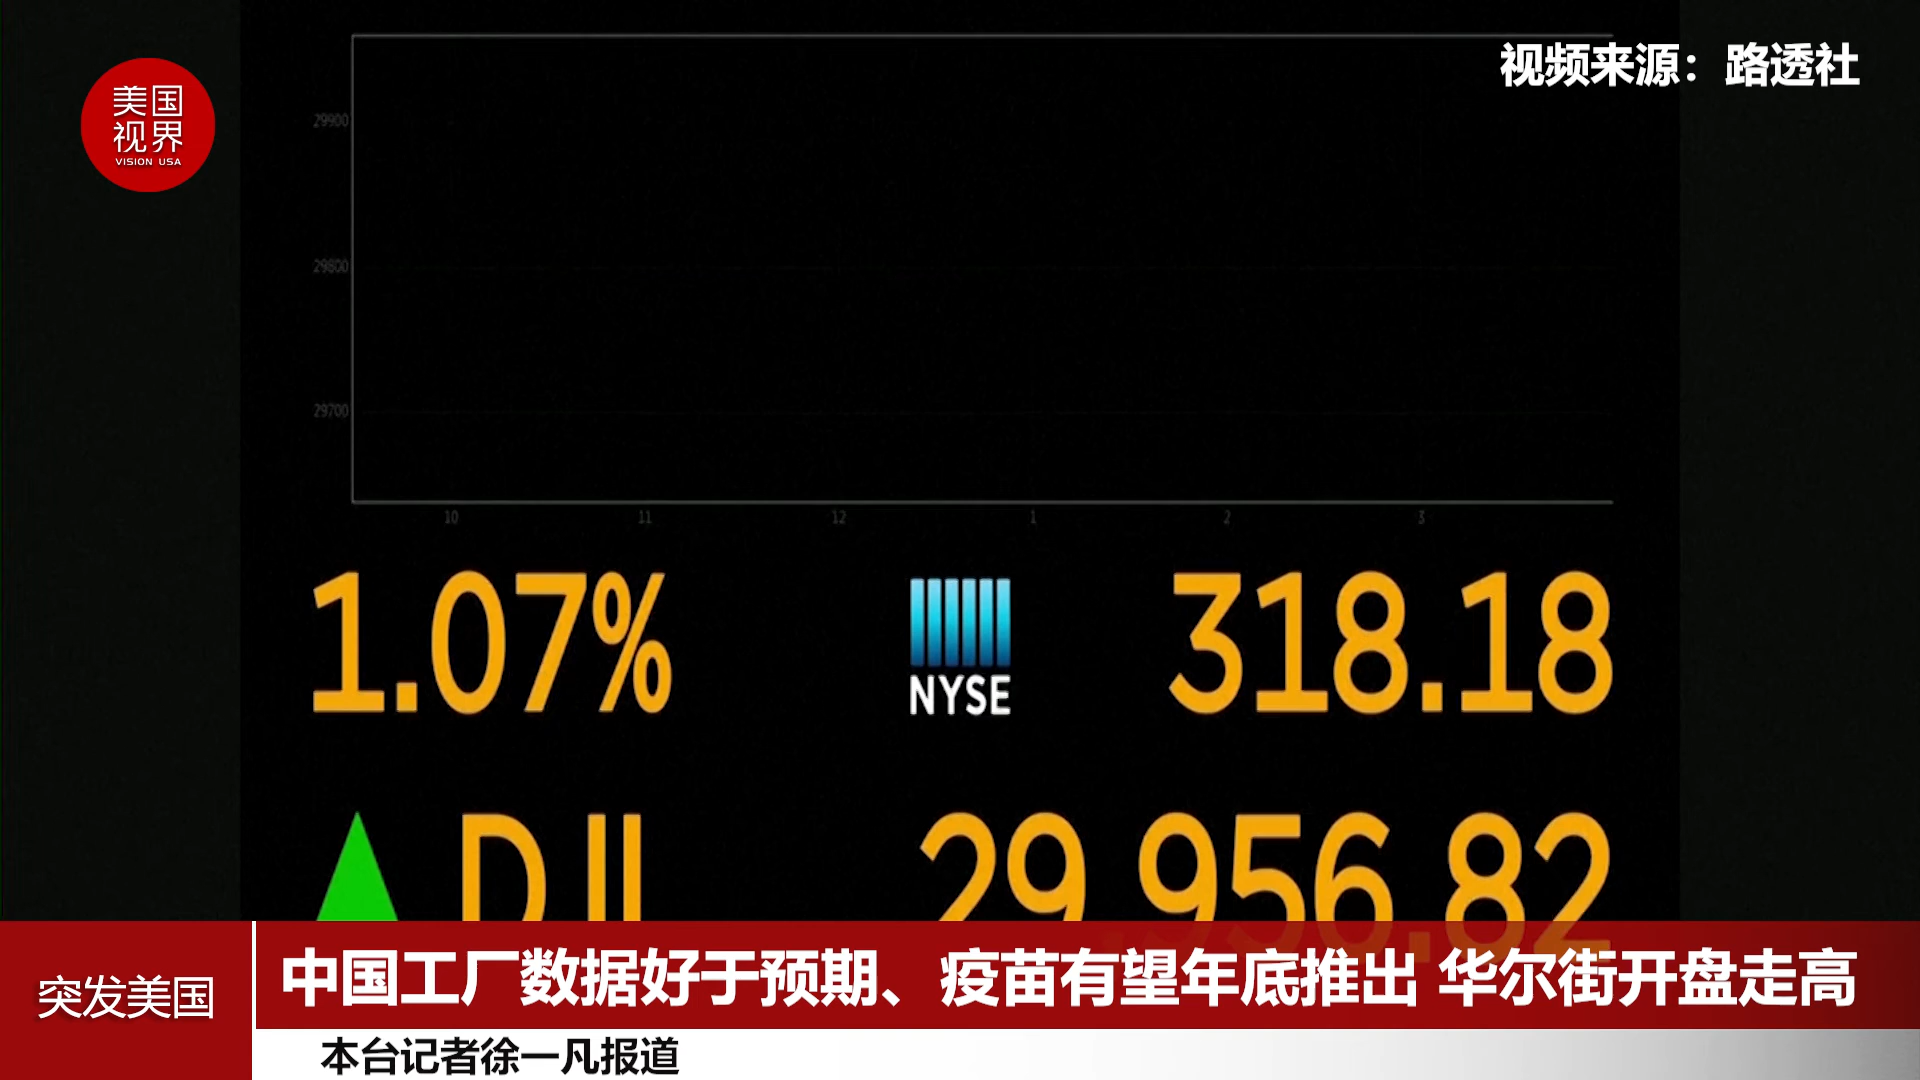 视频来源：路透社
美国
视界
VISION USA
29900
29800
29700
10 11 12 1 2 3
1.07%
NYSE
318.18
DJI
29,956.82
突发美国
中国工厂数据好于预期、疫苗有望年底推出 华尔街开盘走高
本台记者徐一凡报道